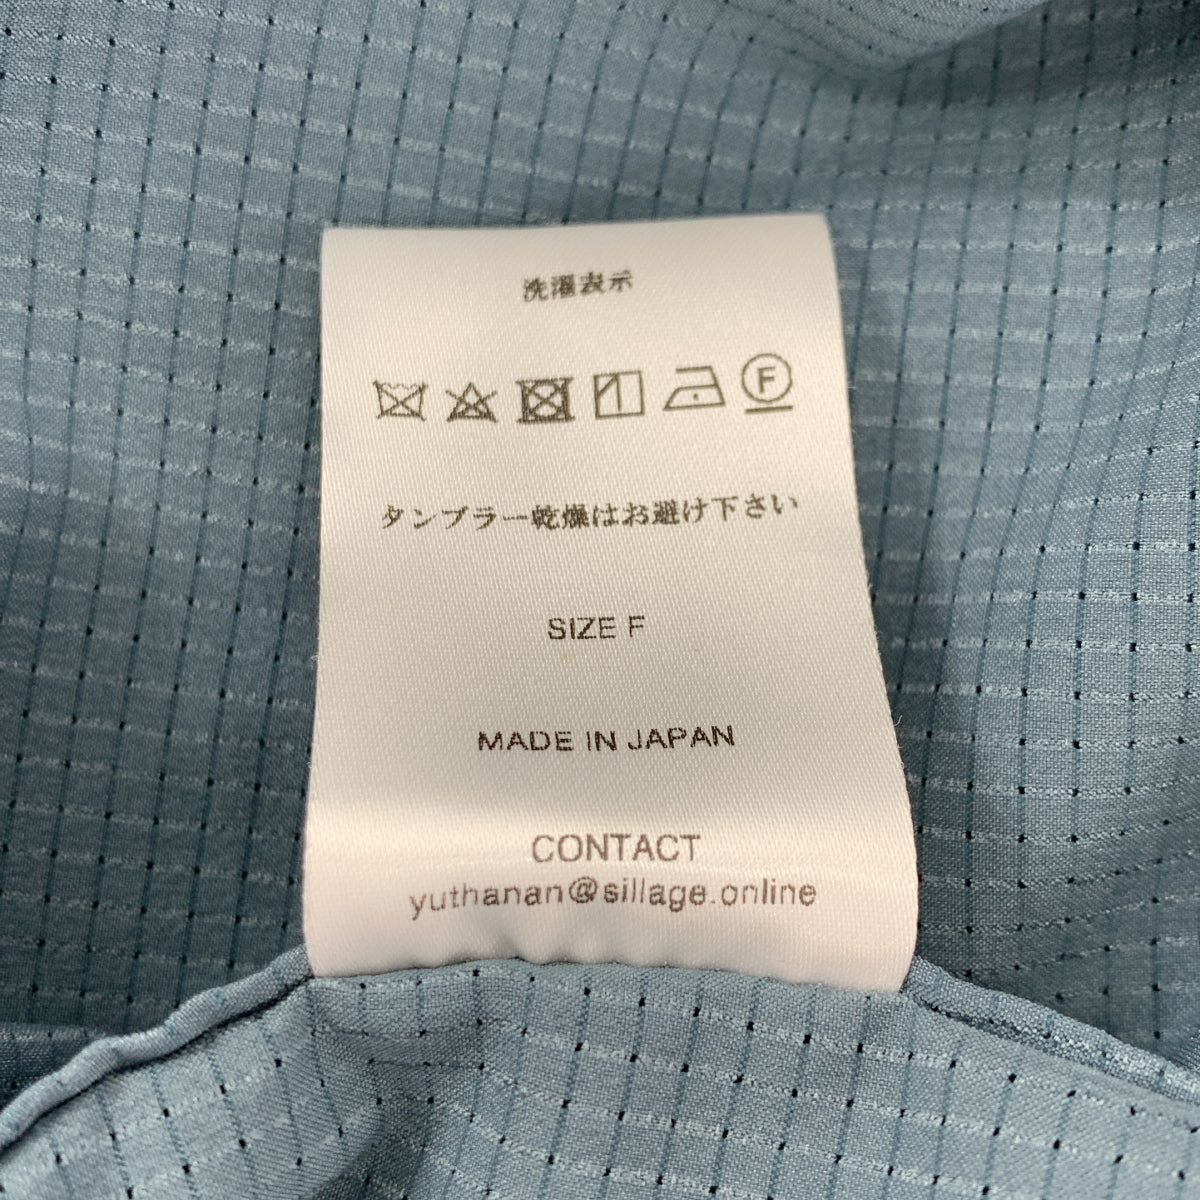 洗濯表示
F
タンブラー乾燥はお避け下さい
SIZE F
MADE IN JAPAN
CONTACT
yuthanan@sillage.online